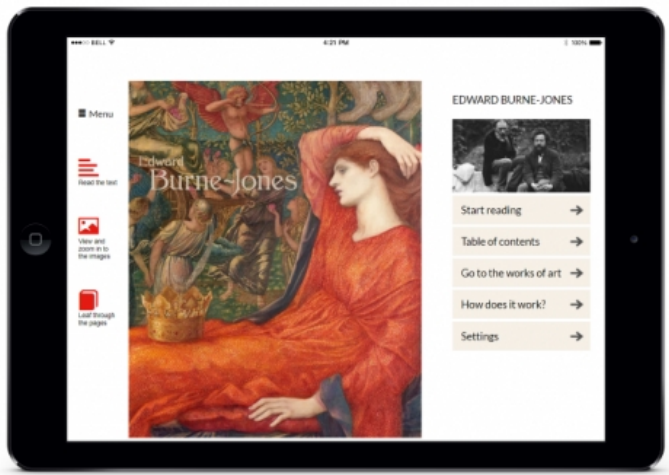 BELL
4:21 PM
100%
Menu
Read the text
View and
zoom in to
the images
Leaf through
the pages
Edward
Burne-Jones
EDWARD BURNE-JONES
Start reading
Table of contents
Go to the works of art
How does it work?
Settings